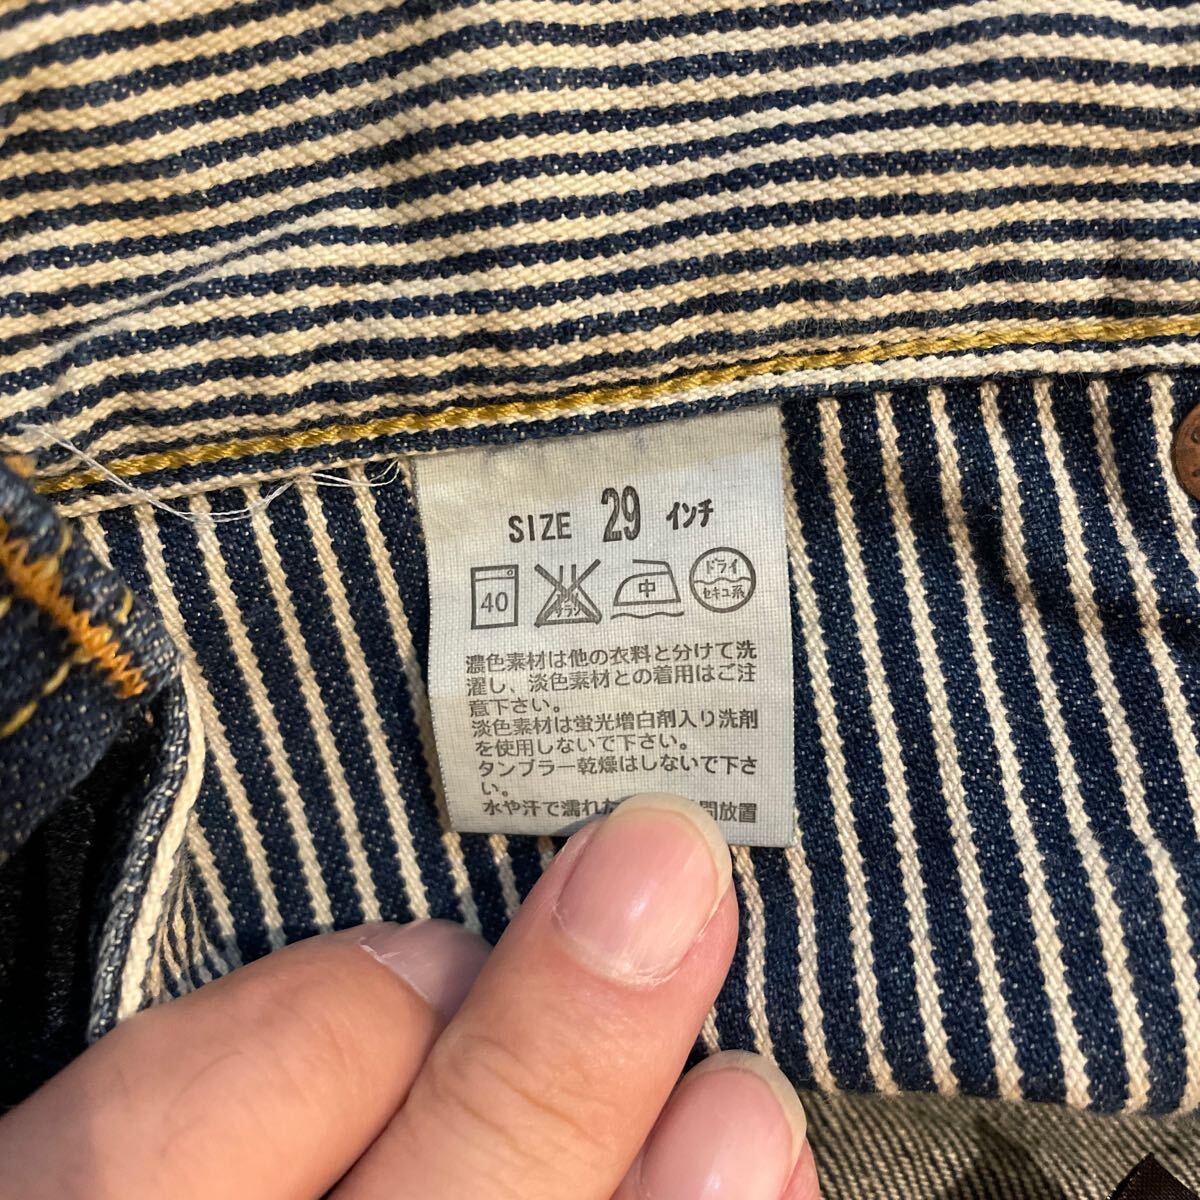 SIZE 29 インチ
40 サラシ 中 ドライ セキユ系
濃色素材は他の衣料と分けて洗
濯し、淡色素材との着用はご注
意下さい。
淡色素材は蛍光増白剤入り洗剤
を使用しないで下さい。
タンブラー乾燥はしないで下さ
い。
水や汗で濡れた 間放置